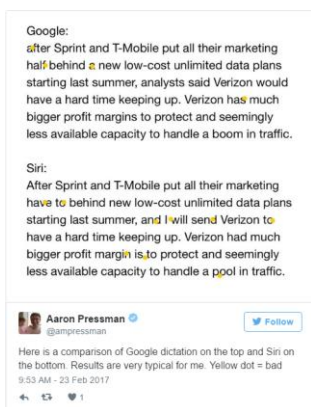 Google:
after Sprint and T-Mobile put all their marketing
half behind a new low-cost unlimited data plans
starting last summer, analysts said Verizon would
have a hard time keeping up. Verizon has much
bigger profit margins to protect and seemingly
less available capacity to handle a boom in traffic.
Siri:
After Sprint and T-Mobile put all their marketing
have to behind new low-cost unlimited data plans
starting last summer, and I will send Verizon to
have a hard time keeping up. Verizon had much
bigger profit margin is to protect and seemingly
less available capacity to handle a pool in traffic.
Aaron Pressman
@ampressman
Follow
Here is a comparison of Google dictation on the top and Siri on
the bottom. Results are very typical for me. Yellow dot = bad
9:53 AM - 23 Feb 2017
1